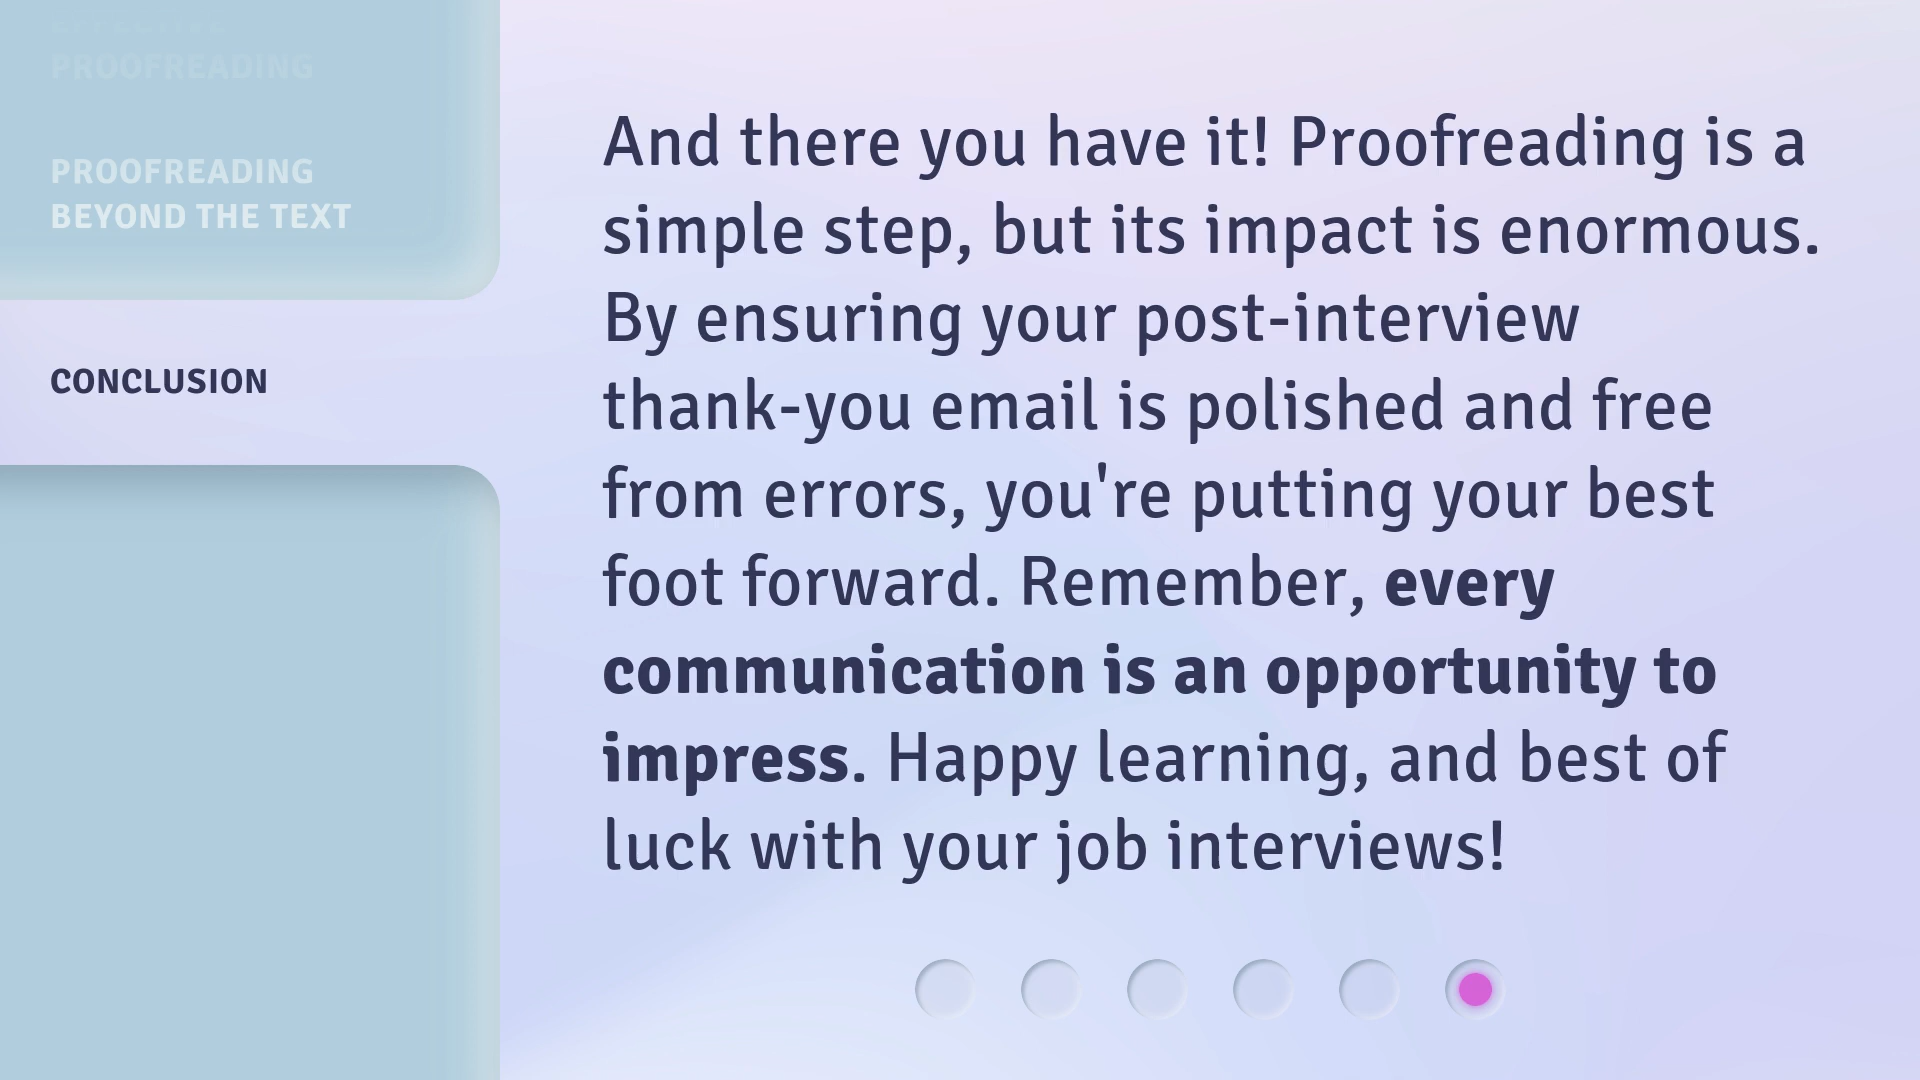 EFFECTIVE
PROOFREADING
PROOFREADING
BEYOND THE TEXT
CONCLUSION
And there you have it! Proofreading is a
simple step, but its impact is enormous.
By ensuring your post-interview
thank-you email is polished and free
from errors, you're putting your best
foot forward. Remember, every
communication is an opportunity to
impress. Happy learning, and best of
luck with your job interviews!